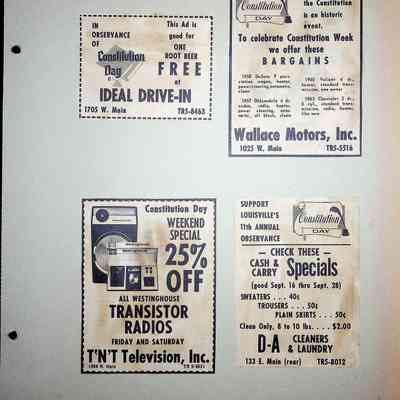 IN
OBSERVANCE
OF
Constitution
Day
This Ad is
good for
ONE
ROOT BEER
FREE
at
IDEAL DRIVE-IN
1705 W. Main TR5-8463
Constitution
DAY
the Constitution
is an historic
event.
To celebrate Constitution Week
we offer these
BARGAINS
Wallace Motors, Inc.
1025 W. Main TR5-5516
Constitution Day
WEEKEND
SPECIAL
25%
OFF
ALL WESTINGHOUSE
TRANSISTOR
RADIOS
FRIDAY AND SATURDAY
T'N'T Television, Inc.
SUPPORT
LOUISVILLE'S
11th ANNUAL
OBSERVANCE
Constitution
DAY
— CHECK THESE —
CASH &
CARRY Specials
(good Sept. 16 thru Sept. 28)
SWEATERS . . . 40c
TROUSERS . . . 50c
PLAIN SKIRTS . . 50c
Clean Only, 8 to 10 lbs. . . $2.00
D-A CLEANERS
& LAUNDRY
133 E. Main (rear) TR5-8012